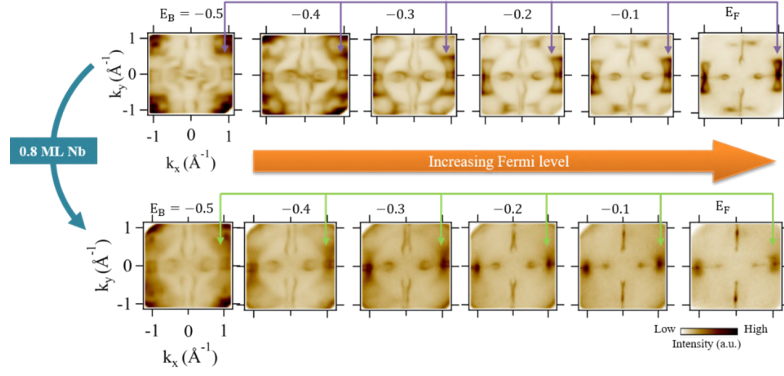 E_B = −0.5 −0.4 −0.3 −0.2 −0.1 E_F
k_y (Å⁻¹)
1
0
-1
-1 0 1
k_x (Å⁻¹)
0.8 ML Nb
Increasing Fermi level
E_B = −0.5 −0.4 −0.3 −0.2 −0.1 E_F
k_y (Å⁻¹)
1
0
-1
-1 0 1
k_x (Å⁻¹)
Low High
Intensity (a.u.)